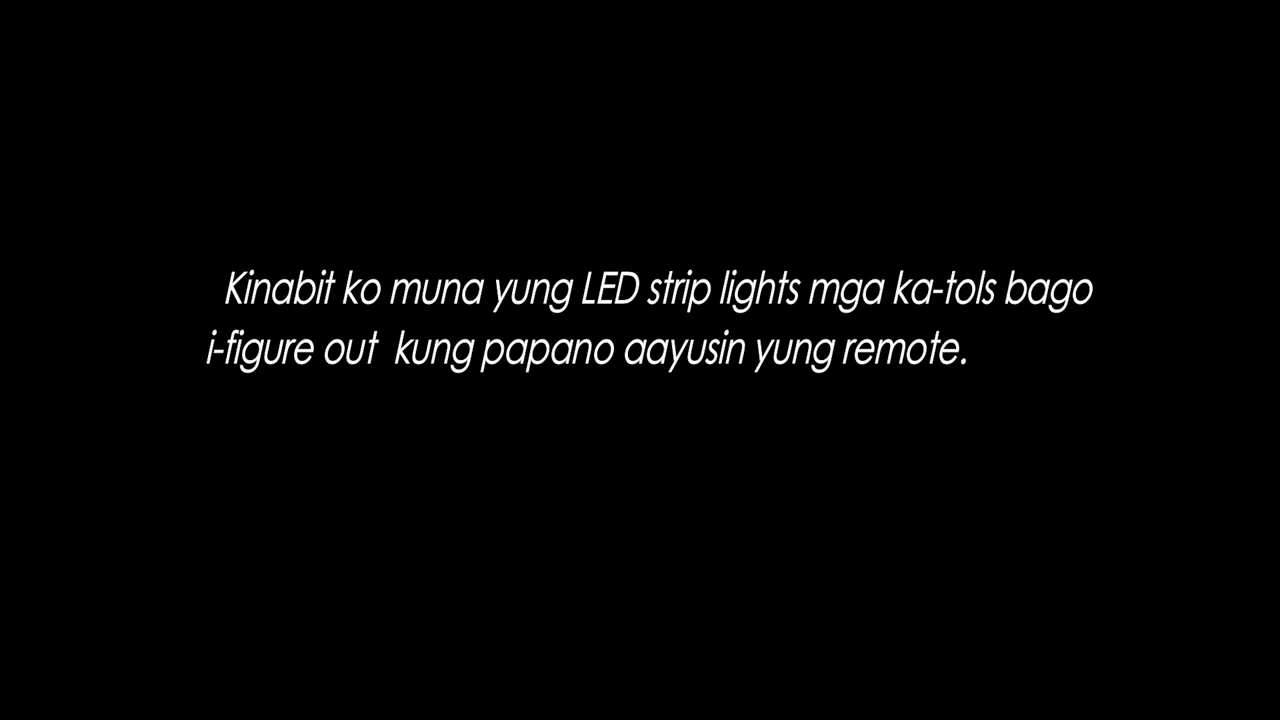 Kinabit ko muna yung LED strip lights mga ka-tols bago
i-figure out kung papano aayusin yung remote.